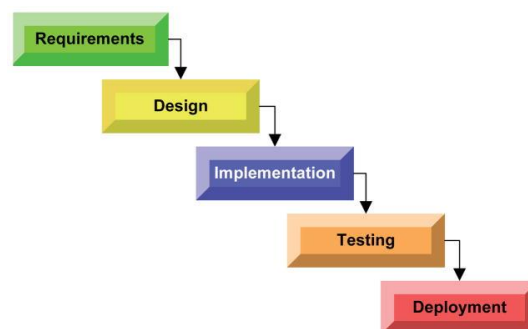 Requirements
Design
Implementation
Testing
Deployment